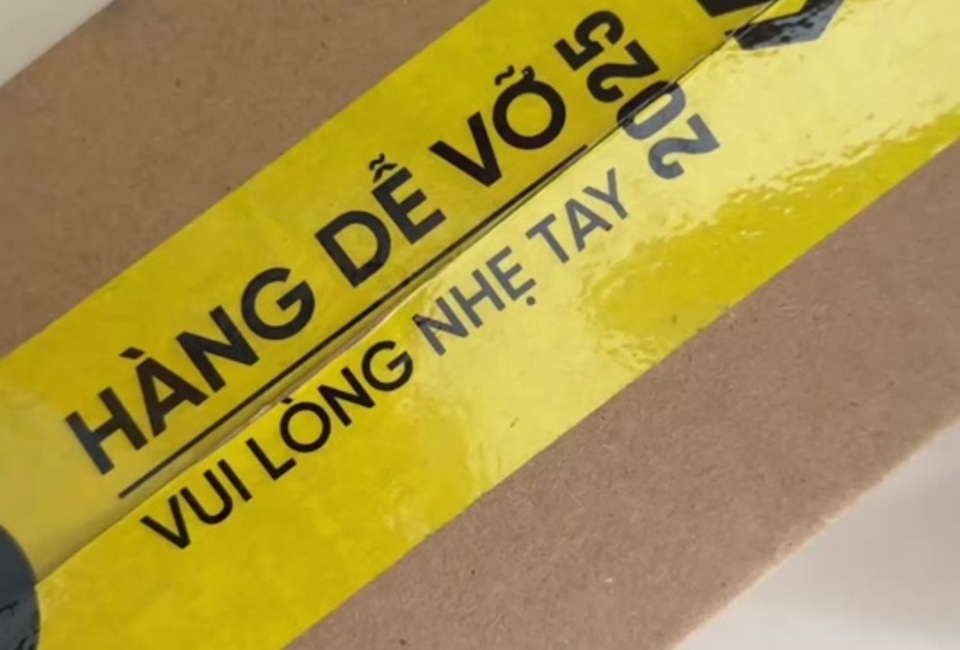 HÀNG DỄ VỠ
VUI LÒNG NHẸ TAY
2025